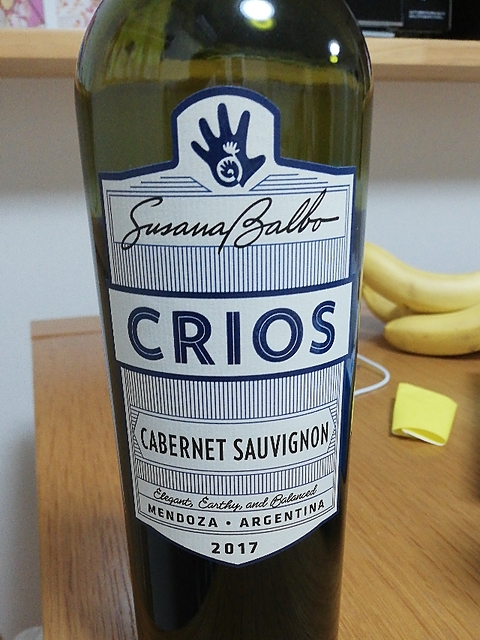 Susana Balbo
CRIOS
CABERNET SAUVIGNON
Elegant, Earthy, and Balanced
MENDOZA • ARGENTINA
2017